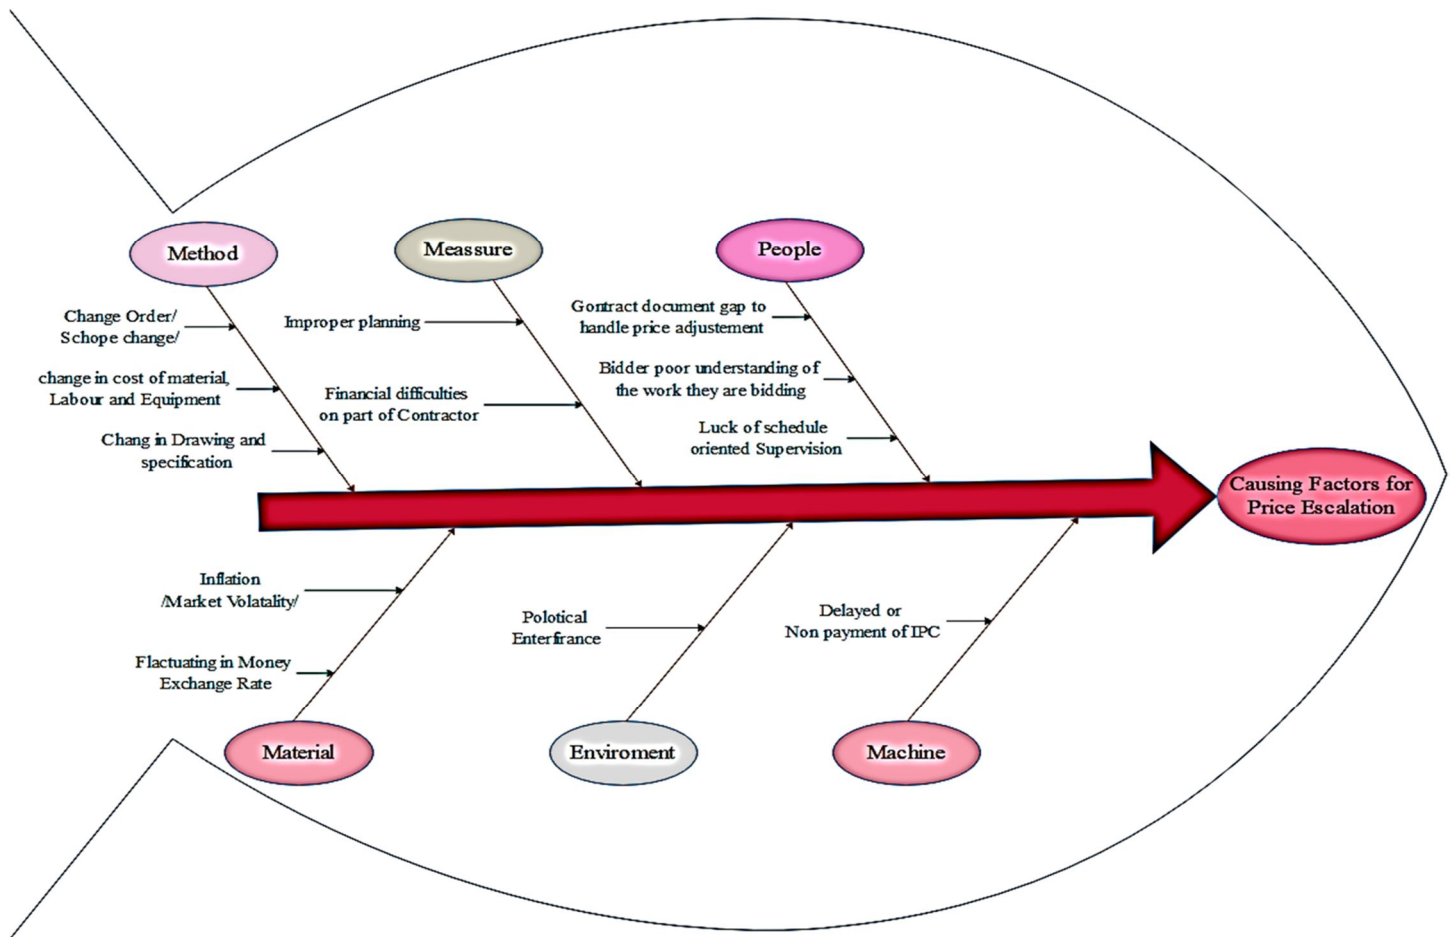 Method
Meassure
People
Change Order/
Schope change/
change in cost of material,
Labour and Equipment
Chang in Drawing and
specification
Improper planning
Financial difficulties
on part of Contractor
Gontract document gap to
handle price adjustement
Bidder poor understanding of
the work they are bidding
Luck of schedule
oriented Supervision
Causing Factors for
Price Escalation
Inflation
/Market Volatality/
Flactuating in Money
Exchange Rate
Polotical
Enterfirance
Delayed or
Non payment of IPC
Material
Enviroment
Machine